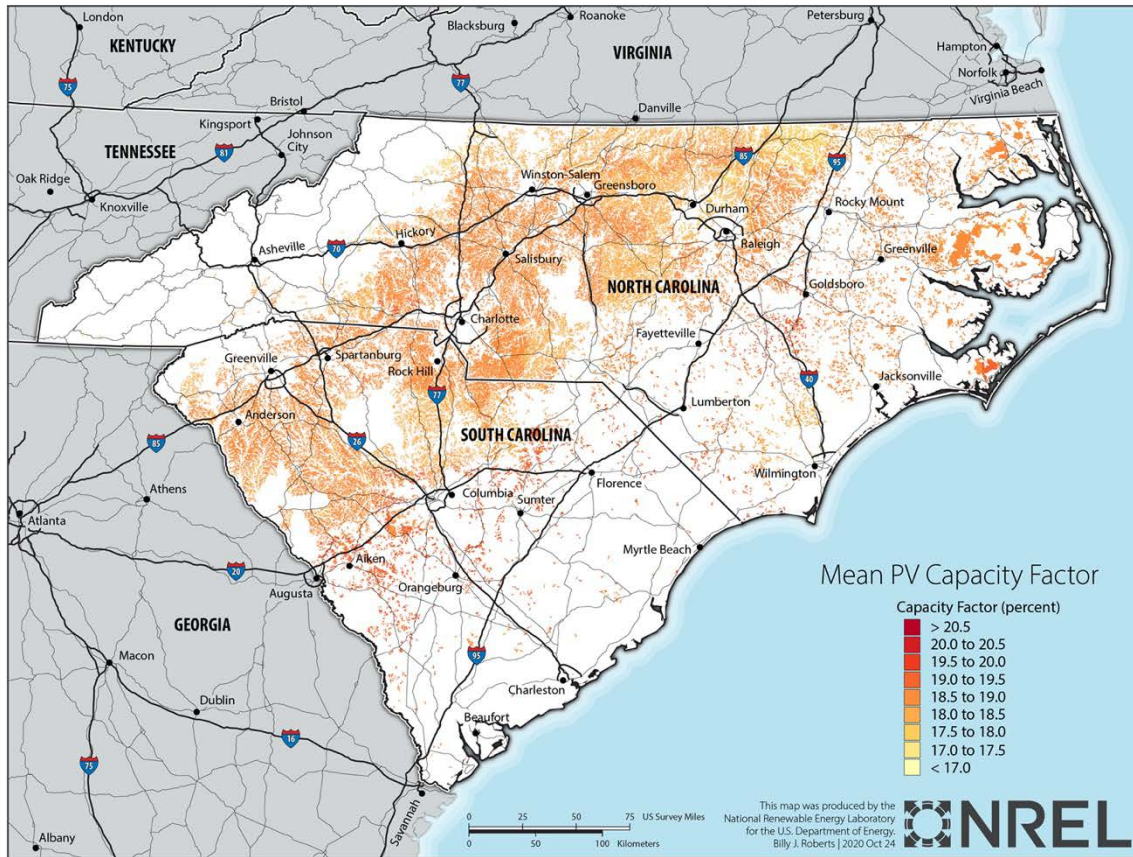 London
Blacksburg
Roanoke
Petersburg
KENTUCKY
VIRGINIA
Hampton
77
75
Norfolk
Virginia Beach
Bristol
Danville
Kingsport
Johnson
City
TENNESSEE
81
85
95
Oak Ridge
Winston-Salem
Greensboro
Knoxville
Durham
Rocky Mount
Raleigh
Hickory
Asheville
70
Salisbury
Greenville
NORTH CAROLINA
Goldsboro
Charlotte
Fayetteville
Greenville
Spartanburg
Rock Hill
Jacksonville
40
77
Lumberton
Anderson
SOUTH CAROLINA
85
26
Wilmington
Florence
Athens
Columbia
Sumter
Atlanta
Myrtle Beach
Aiken
20
Orangeburg
Augusta
GEORGIA
95
Macon
Charleston
Dublin
Beaufort
16
75
Savannah
Albany
Mean PV Capacity Factor
Capacity Factor (percent)
> 20.5
20.0 to 20.5
19.5 to 20.0
19.0 to 19.5
18.5 to 19.0
18.0 to 18.5
17.5 to 18.0
17.0 to 17.5
< 17.0
0 25 50 75 US Survey Miles
0 50 100 Kilometers
This map was produced by the
National Renewable Energy Laboratory
for the U.S. Department of Energy.
Billy J. Roberts | 2020 Oct 24
NREL